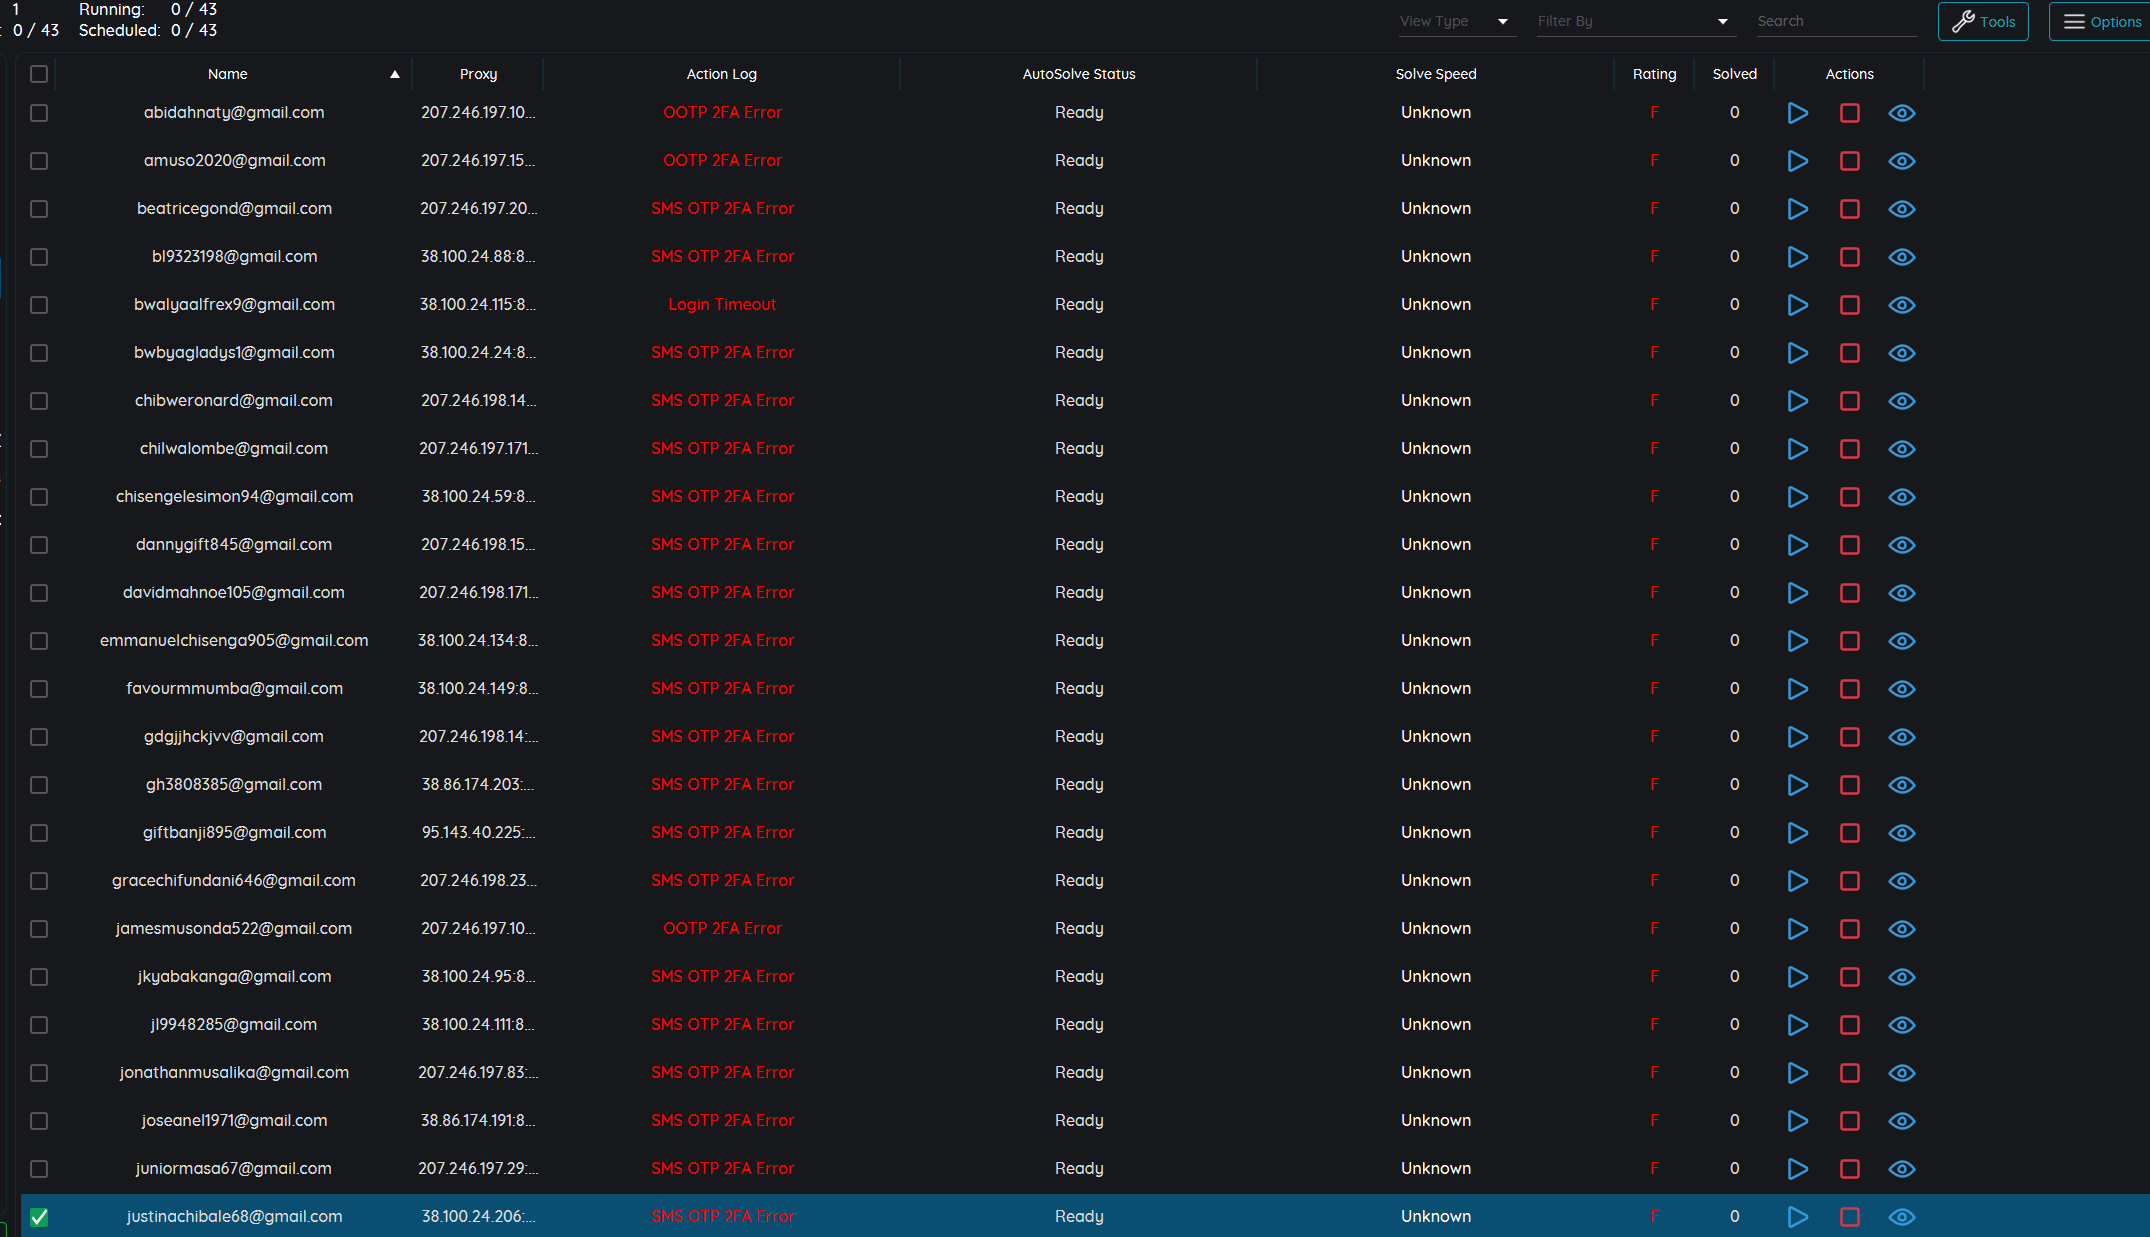 1 Running: 0 / 43
: 0 / 43 Scheduled: 0 / 43
View Type Filter By Search Tools Options
Name Proxy Action Log AutoSolve Status Solve Speed Rating Solved Actions
abidahnaty@gmail.com 207.246.197.10... OOTP 2FA Error Ready Unknown F 0
amuso2020@gmail.com 207.246.197.15... OOTP 2FA Error Ready Unknown F 0
beatricegond@gmail.com 207.246.197.20... SMS OTP 2FA Error Ready Unknown F 0
bl9323198@gmail.com 38.100.24.88:8... SMS OTP 2FA Error Ready Unknown F 0
bwalyaalfrex9@gmail.com 38.100.24.115:8... Login Timeout Ready Unknown F 0
bwbyagladys1@gmail.com 38.100.24.24:8... SMS OTP 2FA Error Ready Unknown F 0
chibweronard@gmail.com 207.246.198.14... SMS OTP 2FA Error Ready Unknown F 0
chilwalombe@gmail.com 207.246.197.171... SMS OTP 2FA Error Ready Unknown F 0
chisengelesimon94@gmail.com 38.100.24.59:8... SMS OTP 2FA Error Ready Unknown F 0
dannygift845@gmail.com 207.246.198.15... SMS OTP 2FA Error Ready Unknown F 0
davidmahnoe105@gmail.com 207.246.198.171... SMS OTP 2FA Error Ready Unknown F 0
emmanuelchisenga905@gmail.com 38.100.24.134:8... SMS OTP 2FA Error Ready Unknown F 0
favourmmumba@gmail.com 38.100.24.149:8... SMS OTP 2FA Error Ready Unknown F 0
gdgjjhckjvv@gmail.com 207.246.198.14:... SMS OTP 2FA Error Ready Unknown F 0
gh3808385@gmail.com 38.86.174.203:... SMS OTP 2FA Error Ready Unknown F 0
giftbanji895@gmail.com 95.143.40.225:... SMS OTP 2FA Error Ready Unknown F 0
gracechifundani646@gmail.com 207.246.198.23... SMS OTP 2FA Error Ready Unknown F 0
jamesmusonda522@gmail.com 207.246.197.10... OOTP 2FA Error Ready Unknown F 0
jkyabakanga@gmail.com 38.100.24.95:8... SMS OTP 2FA Error Ready Unknown F 0
jl9948285@gmail.com 38.100.24.111:8... SMS OTP 2FA Error Ready Unknown F 0
jonathanmusalika@gmail.com 207.246.197.83:... SMS OTP 2FA Error Ready Unknown F 0
joseanel1971@gmail.com 38.86.174.191:8... SMS OTP 2FA Error Ready Unknown F 0
juniormasa67@gmail.com 207.246.197.29:... SMS OTP 2FA Error Ready Unknown F 0
justinachibale68@gmail.com 38.100.24.206:... SMS OTP 2FA Error Ready Unknown F 0